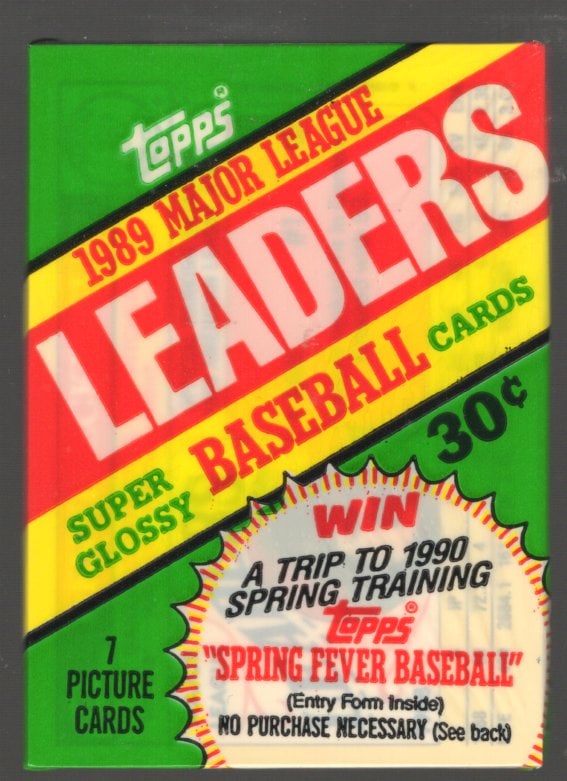 Topps®
1989 MAJOR LEAGUE
LEADERS
SUPER GLOSSY BASEBALL CARDS
30¢
WIN
A TRIP TO 1990
SPRING TRAINING
Topps®
"SPRING FEVER BASEBALL"
(Entry Form Inside)
NO PURCHASE NECESSARY (See back)
7
PICTURE
CARDS